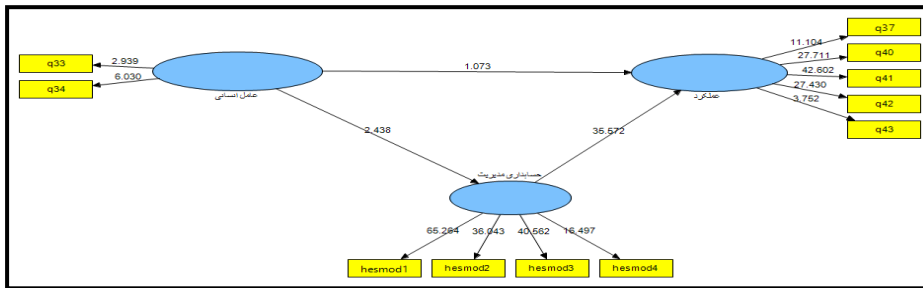 q37
11.104
q33
2.939
1.073
27.711
q40
6.030
42.602
q41
q34
عامل انسانی
عملکرد
27.430
q42
3.752
q43
2.438
35.572
حسابداری مدیریت
65.264
36.043
40.562
16.497
hesmod1
hesmod2
hesmod3
hesmod4